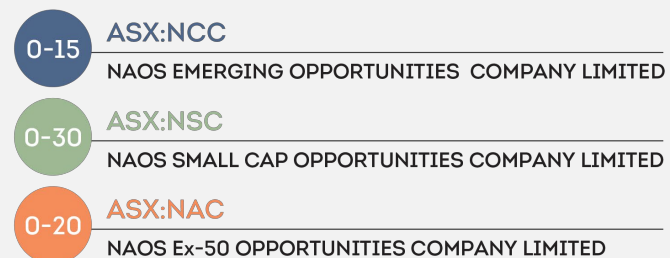 0-15
ASX:NCC
NAOS EMERGING OPPORTUNITIES COMPANY LIMITED
0-30
ASX:NSC
NAOS SMALL CAP OPPORTUNITIES COMPANY LIMITED
0-20
ASX:NAC
NAOS Ex-50 OPPORTUNITIES COMPANY LIMITED